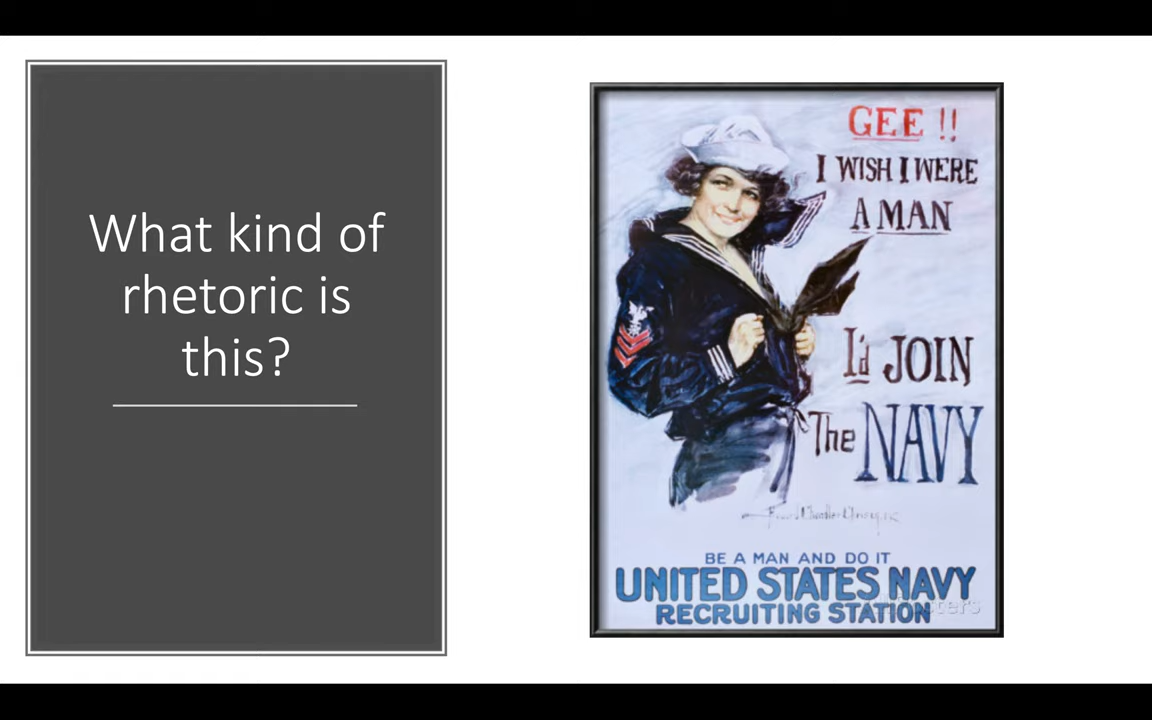 What kind of
rhetoric is
this?
GEE !!
I WISH I WERE
A MAN
I'd JOIN
The NAVY
BE A MAN AND DO IT
UNITED STATES NAVY
RECRUITING STATION